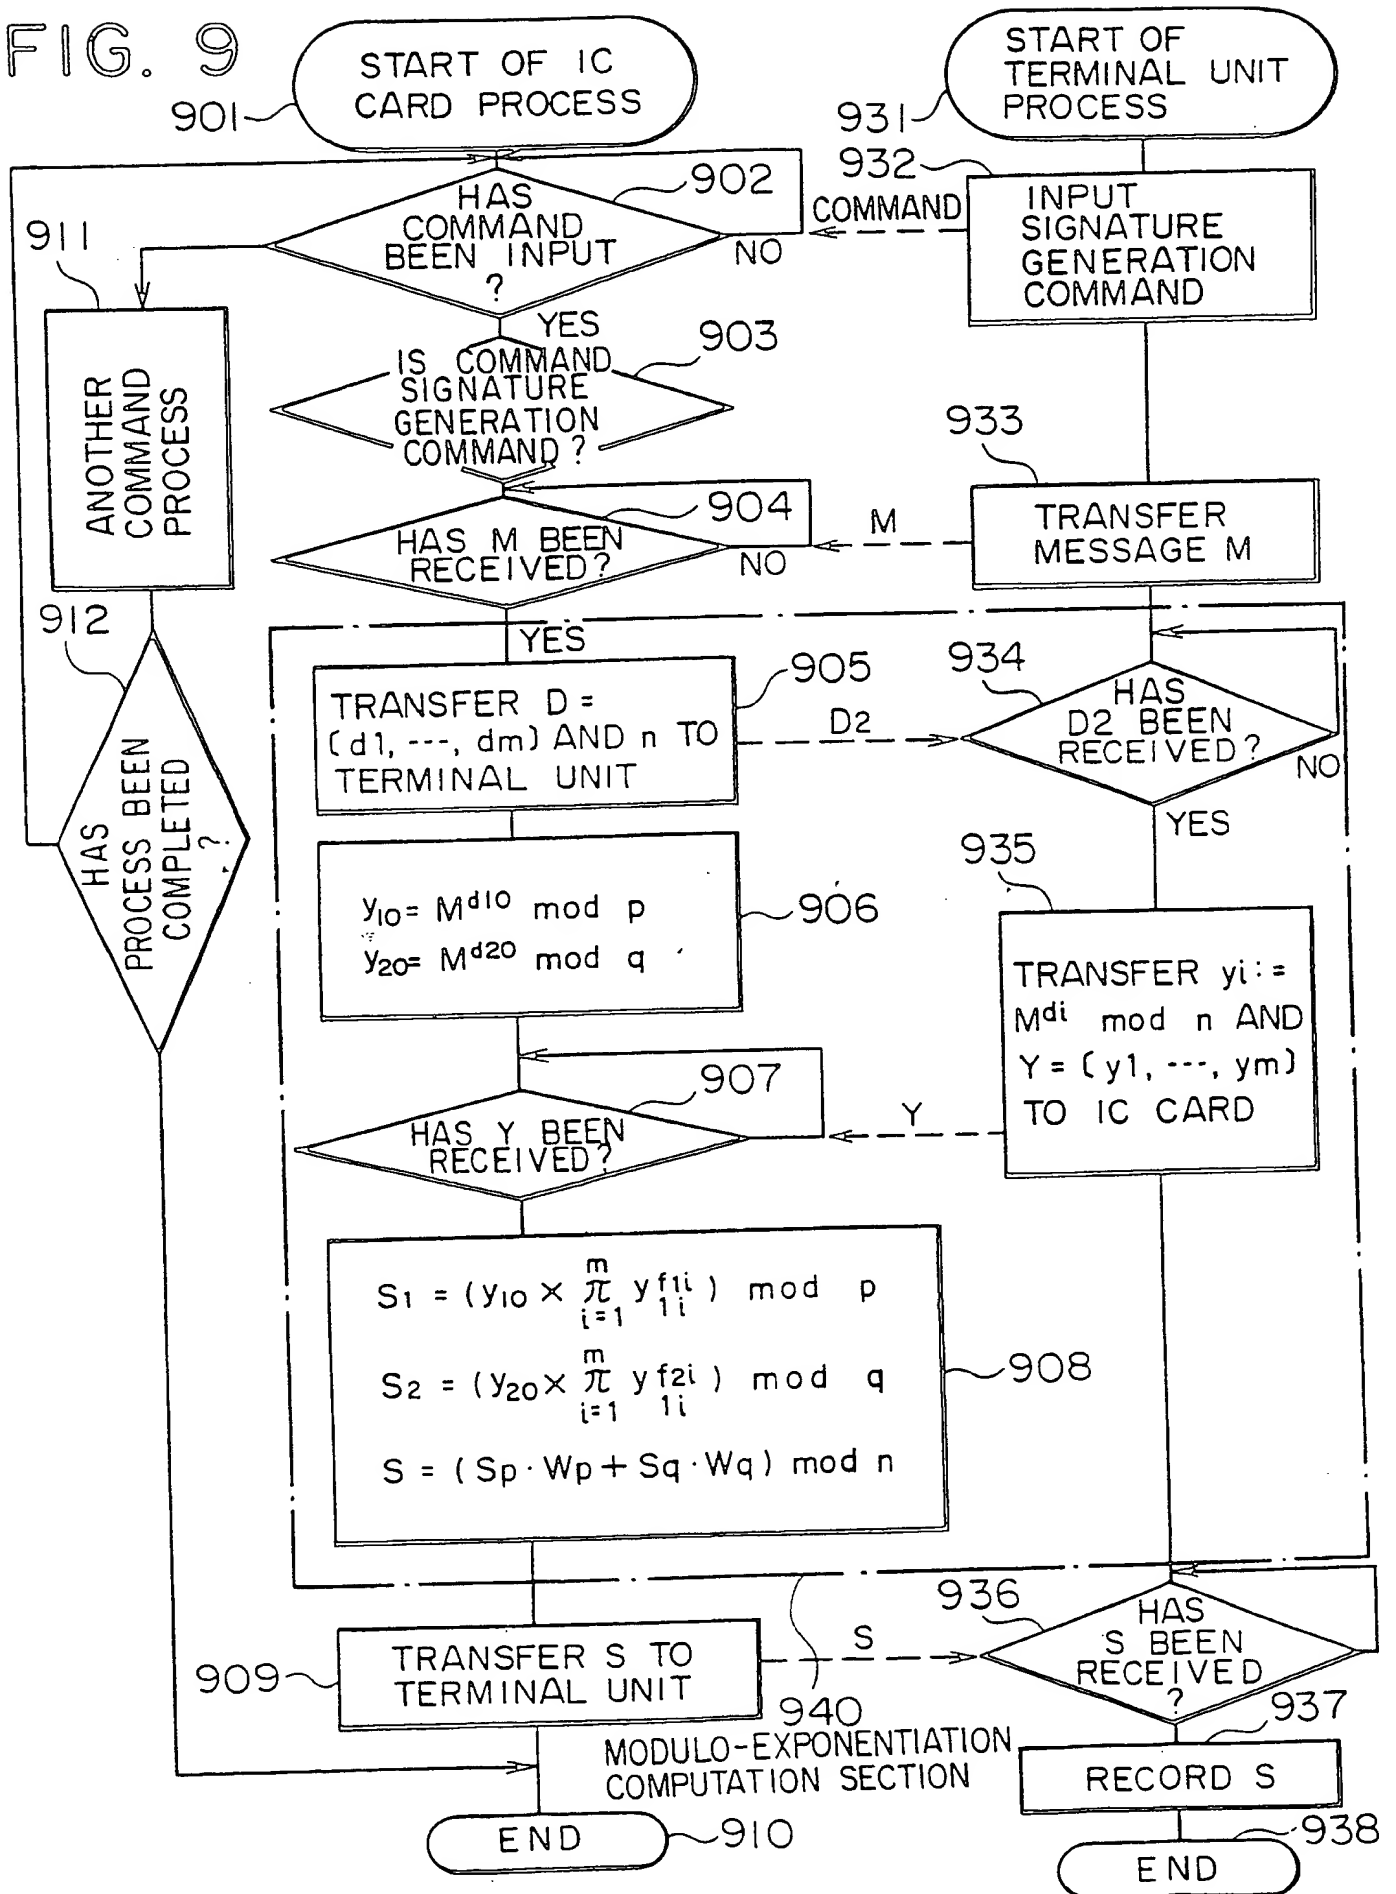 FIG. 9
START OF IC
CARD PROCESS
901
START OF
TERMINAL UNIT
PROCESS
931
902
HAS
COMMAND
BEEN INPUT
?
NO
YES
COMMAND
932
INPUT
SIGNATURE
GENERATION
COMMAND
911
ANOTHER
COMMAND
PROCESS
903
IS COMMAND
SIGNATURE
GENERATION
COMMAND ?
904
HAS M BEEN
RECEIVED?
NO
YES
M
933
TRANSFER
MESSAGE M
912
HAS
PROCESS BEEN
COMPLETED
?
905
TRANSFER D =
(d1, ---, dm) AND n TO
TERMINAL UNIT
D2
934
HAS
D2 BEEN
RECEIVED?
NO
YES
906
y10 = M^d10 mod p
y20 = M^d20 mod q
935
TRANSFER yi :=
M^di mod n AND
Y = (y1, ---, ym)
TO IC CARD
907
HAS Y BEEN
RECEIVED?
Y
908
S1 = (y10 × π^m_i=1 y^f1i_1i) mod p
S2 = (y20 × π^m_i=1 y^f2i_1i) mod q
S = (Sp · Wp + Sq · Wq) mod n
909
TRANSFER S TO
TERMINAL UNIT
S
936
HAS
S BEEN
RECEIVED
?
940
MODULO-EXPONENTIATION
COMPUTATION SECTION
937
RECORD S
END
910
END
938